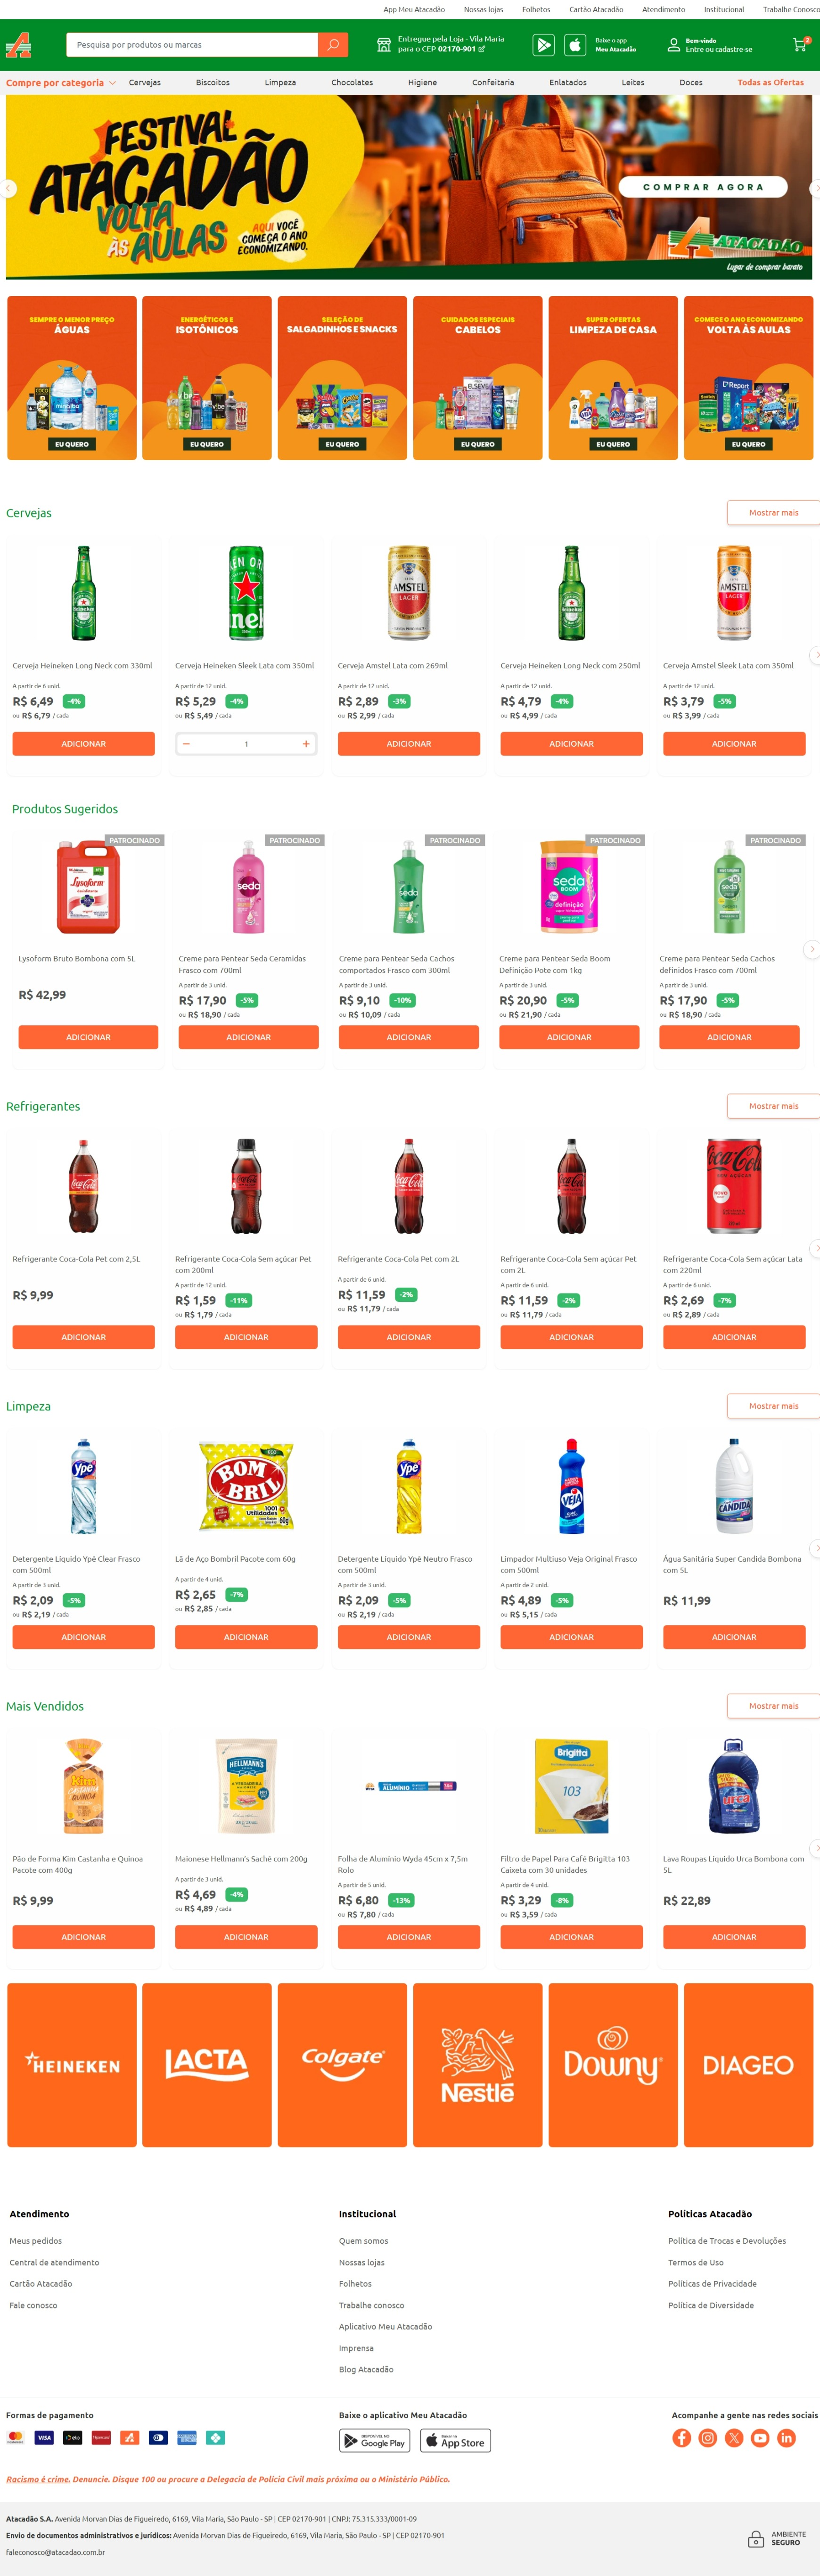 App Meu Atacadão Nossas lojas Folhetos Cartão Atacadão Atendimento Institucional Trabalhe Conosco
Pesquisa por produtos ou marcas
Entregue pela Loja - Vila Maria
para o CEP 02170-901
Baixe o app
Meu Atacadão
Bem-vindo
Entre ou cadastre-se
2
Compre por categoria Cervejas Biscoitos Limpeza Chocolates Higiene Confeitaria Enlatados Leites Doces Todas as Ofertas
FESTIVAL
ATACADÃO
VOLTA
ÀS AULAS
AQUI VOCÊ
COMEÇA O ANO
ECONOMIZANDO.
COMPRAR AGORA
ATACADÃO
Lugar de comprar barato
SEMPRE O MENOR PREÇO
ÁGUAS
EU QUERO
ENERGÉTICOS E
ISOTÔNICOS
EU QUERO
SELEÇÃO DE
SALGADINHOS E SNACKS
EU QUERO
CUIDADOS ESPECIAIS
CABELOS
EU QUERO
SUPER OFERTAS
LIMPEZA DE CASA
EU QUERO
COMECE O ANO ECONOMIZANDO
VOLTA ÀS AULAS
EU QUERO
Cervejas
Mostrar mais
Cerveja Heineken Long Neck com 330ml
A partir de 6 unid.
R$ 6,49 -4%
ou R$ 6,79 / cada
ADICIONAR
Cerveja Heineken Sleek Lata com 350ml
A partir de 12 unid.
R$ 5,29 -4%
ou R$ 5,49 / cada
− 1 +
Cerveja Amstel Lata com 269ml
A partir de 12 unid.
R$ 2,89 -3%
ou R$ 2,99 / cada
ADICIONAR
Cerveja Heineken Long Neck com 250ml
A partir de 12 unid.
R$ 4,79 -4%
ou R$ 4,99 / cada
ADICIONAR
Cerveja Amstel Sleek Lata com 350ml
A partir de 12 unid.
R$ 3,79 -5%
ou R$ 3,99 / cada
ADICIONAR
Produtos Sugeridos
PATROCINADO
Lysoform Bruto Bombona com 5L
R$ 42,99
ADICIONAR
PATROCINADO
Creme para Pentear Seda Ceramidas
Frasco com 700ml
A partir de 3 unid.
R$ 17,90 -5%
ou R$ 18,90 / cada
ADICIONAR
PATROCINADO
Creme para Pentear Seda Cachos
comportados Frasco com 300ml
A partir de 3 unid.
R$ 9,10 -10%
ou R$ 10,09 / cada
ADICIONAR
PATROCINADO
Creme para Pentear Seda Boom
Definição Pote com 1kg
A partir de 3 unid.
R$ 20,90 -5%
ou R$ 21,90 / cada
ADICIONAR
PATROCINADO
Creme para Pentear Seda Cachos
definidos Frasco com 700ml
A partir de 3 unid.
R$ 17,90 -5%
ou R$ 18,90 / cada
ADICIONAR
Refrigerantes
Mostrar mais
Refrigerante Coca-Cola Pet com 2,5L
R$ 9,99
ADICIONAR
Refrigerante Coca-Cola Sem açúcar Pet
com 200ml
A partir de 12 unid.
R$ 1,59 -11%
ou R$ 1,79 / cada
ADICIONAR
Refrigerante Coca-Cola Pet com 2L
A partir de 6 unid.
R$ 11,59 -2%
ou R$ 11,79 / cada
ADICIONAR
Refrigerante Coca-Cola Sem açúcar Pet
com 2L
A partir de 6 unid.
R$ 11,59 -2%
ou R$ 11,79 / cada
ADICIONAR
Refrigerante Coca-Cola Sem açúcar Lata
com 220ml
A partir de 6 unid.
R$ 2,69 -7%
ou R$ 2,89 / cada
ADICIONAR
Limpeza
Mostrar mais
Detergente Líquido Ypê Clear Frasco
com 500ml
A partir de 3 unid.
R$ 2,09 -5%
ou R$ 2,19 / cada
ADICIONAR
Lã de Aço Bombril Pacote com 60g
A partir de 4 unid.
R$ 2,65 -7%
ou R$ 2,85 / cada
ADICIONAR
Detergente Líquido Ypê Neutro Frasco
com 500ml
A partir de 3 unid.
R$ 2,09 -5%
ou R$ 2,19 / cada
ADICIONAR
Limpador Multiuso Veja Original Frasco
com 500ml
A partir de 2 unid.
R$ 4,89 -5%
ou R$ 5,15 / cada
ADICIONAR
Água Sanitária Super Candida Bombona
com 5L
R$ 11,99
ADICIONAR
Mais Vendidos
Mostrar mais
Pão de Forma Kim Castanha e Quinoa
Pacote com 400g
R$ 9,99
ADICIONAR
Maionese Hellmann's Sachê com 200g
A partir de 3 unid.
R$ 4,69 -4%
ou R$ 4,89 / cada
ADICIONAR
Folha de Alumínio Wyda 45cm x 7,5m
Rolo
A partir de 5 unid.
R$ 6,80 -13%
ou R$ 7,80 / cada
ADICIONAR
Filtro de Papel Para Café Brigitta 103
Caixeta com 30 unidades
A partir de 4 unid.
R$ 3,29 -8%
ou R$ 3,59 / cada
ADICIONAR
Lava Roupas Líquido Urca Bombona com
5L
R$ 22,89
ADICIONAR
HEINEKEN
LACTA
Colgate
Nestlé
Downy
DIAGEO
Atendimento
Meus pedidos
Central de atendimento
Cartão Atacadão
Fale conosco
Institucional
Quem somos
Nossas lojas
Folhetos
Trabalhe conosco
Aplicativo Meu Atacadão
Imprensa
Blog Atacadão
Políticas Atacadão
Política de Trocas e Devoluções
Termos de Uso
Políticas de Privacidade
Política de Diversidade
Formas de pagamento
VISA
elo
Baixe o aplicativo Meu Atacadão
DISPONÍVEL NO
Google Play
App Store
Acompanhe a gente nas redes sociais
Racismo é crime. Denuncie. Disque 100 ou procure a Delegacia de Polícia Civil mais próxima ou o Ministério Público.
Atacadão S.A. Avenida Morvan Dias de Figueiredo, 6169, Vila Maria, São Paulo - SP | CEP 02170-901 | CNPJ: 75.315.333/0001-09
Envio de documentos administrativos e jurídicos: Avenida Morvan Dias de Figueiredo, 6169, Vila Maria, São Paulo - SP | CEP 02170-901
faleconosco@atacadao.com.br
AMBIENTE
SEGURO